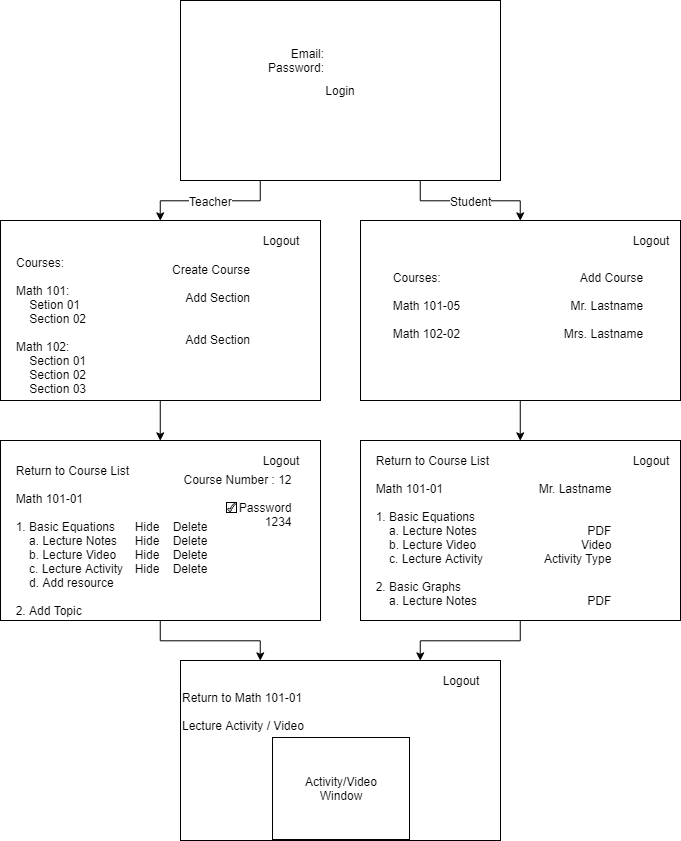 Email:
Password:
Login
Teacher
Student
Logout
Courses:
Create Course
Math 101:
Add Section
Setion 01
Section 02
Add Section
Math 102:
Section 01
Section 02
Section 03
Logout
Courses: Add Course
Math 101-05 Mr. Lastname
Math 102-02 Mrs. Lastname
Logout
Return to Course List
Course Number : 12
Math 101-01
Password
1234
1. Basic Equations Hide Delete
a. Lecture Notes Hide Delete
b. Lecture Video Hide Delete
c. Lecture Activity Hide Delete
d. Add resource
2. Add Topic
Return to Course List Logout
Math 101-01 Mr. Lastname
1. Basic Equations
a. Lecture Notes PDF
b. Lecture Video Video
c. Lecture Activity Activity Type
2. Basic Graphs
a. Lecture Notes PDF
Logout
Return to Math 101-01
Lecture Activity / Video
Activity/Video
Window